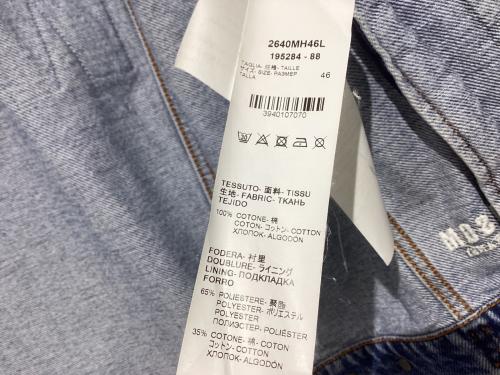 2640MH46L
195284 - 88
TAGLIA- 규격- TAILLE
サイズ- SIZE- РАЗМЕР
TALLA
46
3940107070
TESSUTO- 面料- TISSU
生地- FABRIC- ТКАНЬ
TEJIDO
100% COTONE- 棉
COTON- コットン- COTTON
ХЛОПОК- ALGODÓN
FODERA- 衬里
DOUBLURE- ライニング
LINING- ПОДКЛАДКА
FORRO
65% POLIESTERE- 聚脂
POLYESTER- ポリエステル
POLYESTER
ПОЛИЭСТЕР- POLIÉSTER
35% COTONE- 棉- COTON
コットン- COTTON
ХЛОПОК- ALGODÓN